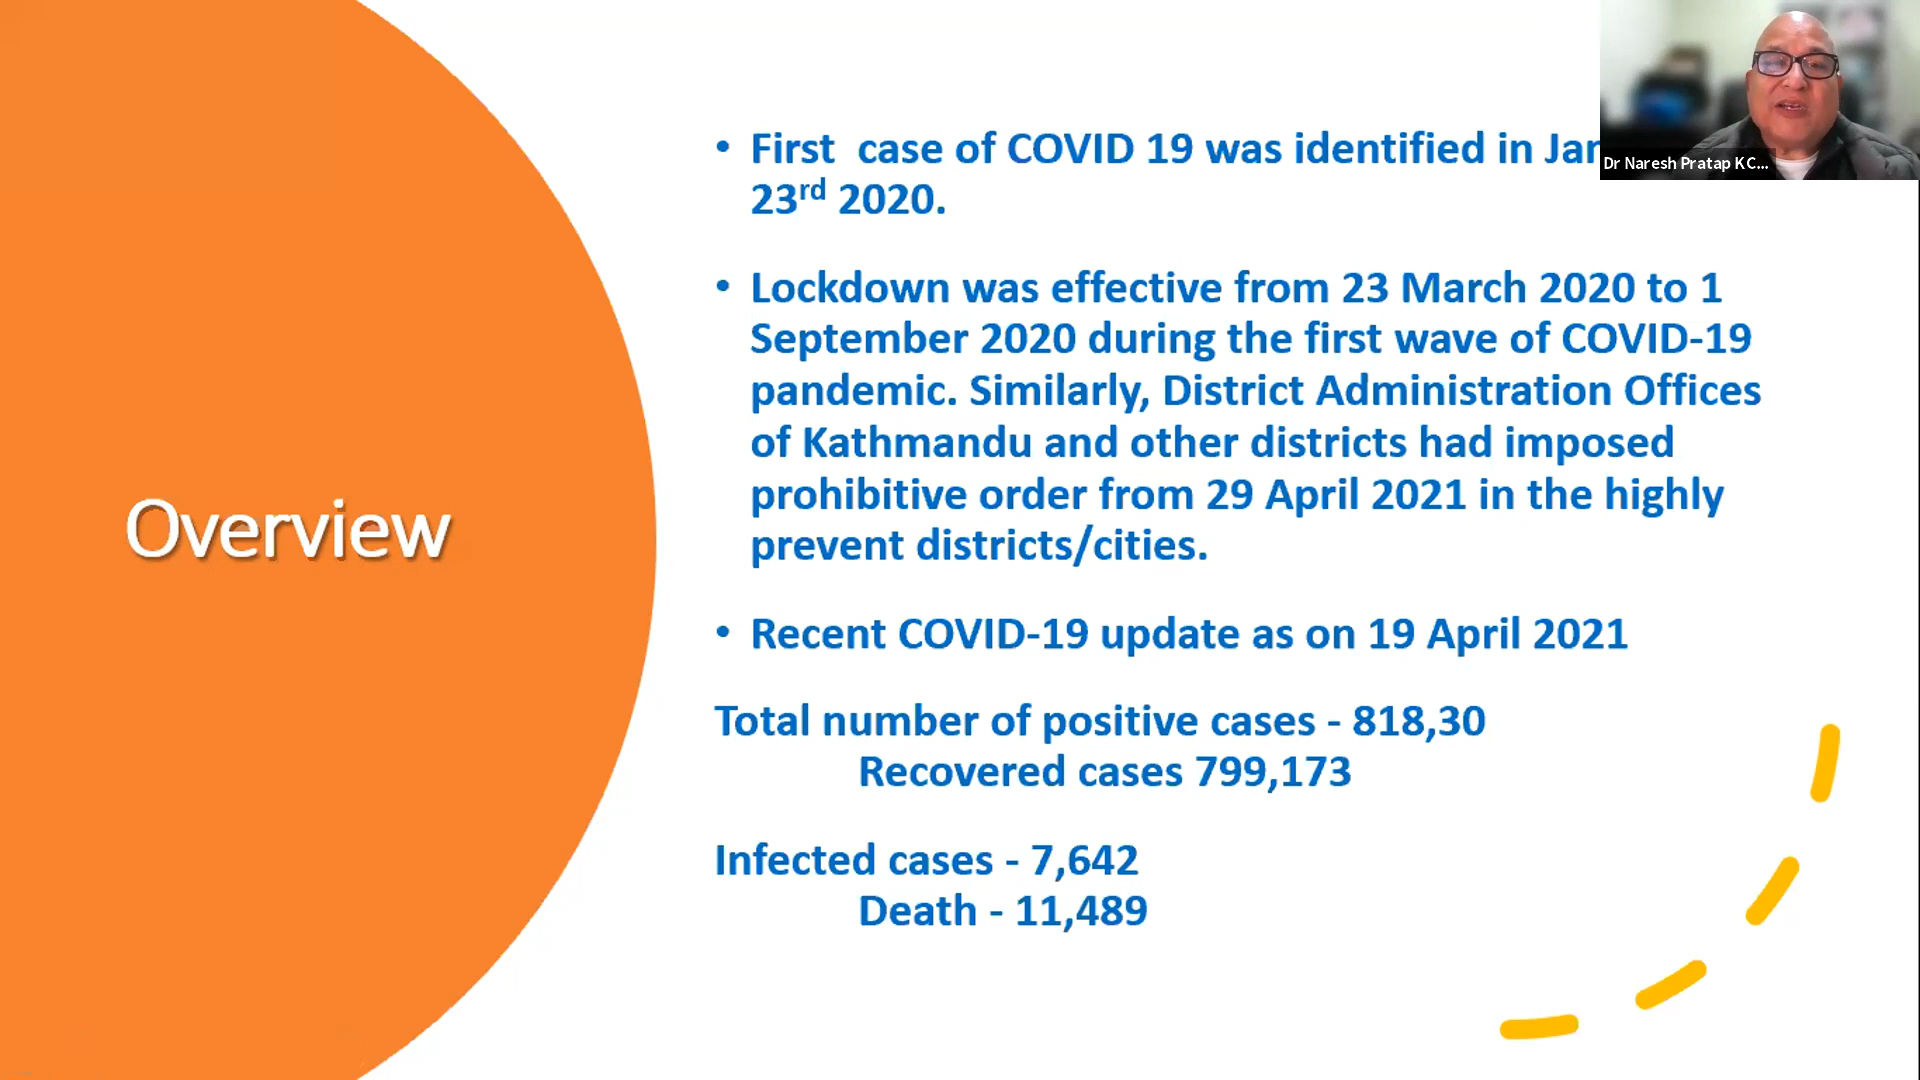 Overview
• First  case of COVID 19 was identified in Jan
23rd 2020.
• Lockdown was effective from 23 March 2020 to 1
September 2020 during the first wave of COVID-19
pandemic. Similarly, District Administration Offices
of Kathmandu and other districts had imposed
prohibitive order from 29 April 2021 in the highly
prevent districts/cities.
• Recent COVID-19 update as on 19 April 2021
Total number of positive cases - 818,30
Recovered cases 799,173
Infected cases - 7,642
Death - 11,489
Dr Naresh Pratap KC...